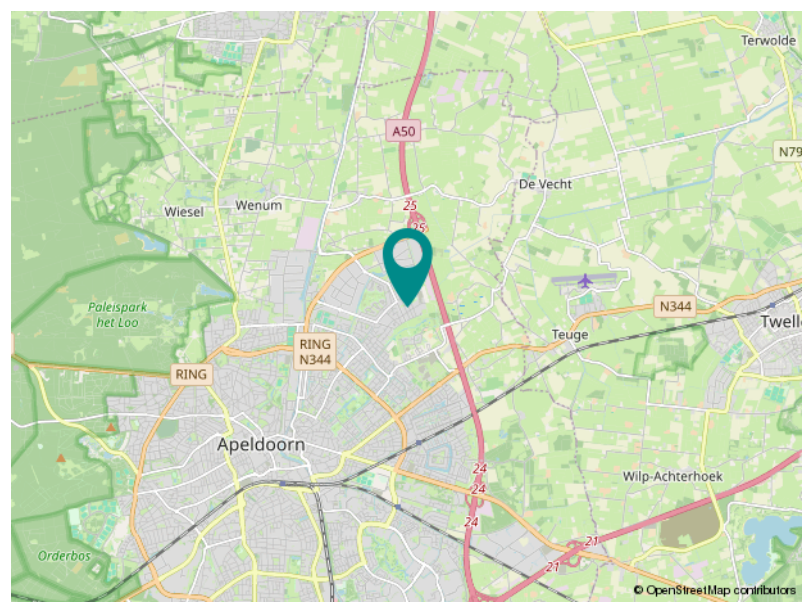 Terwolde
A50
N79
De Vecht
Wiesel
Wenum
25
25
Paleispark
het Loo
N344
Twell
Teuge
RING
N344
RING
Apeldoorn
24
24
24
Wilp-Achterhoek
21
21
Orderbos
© OpenStreetMap contributors